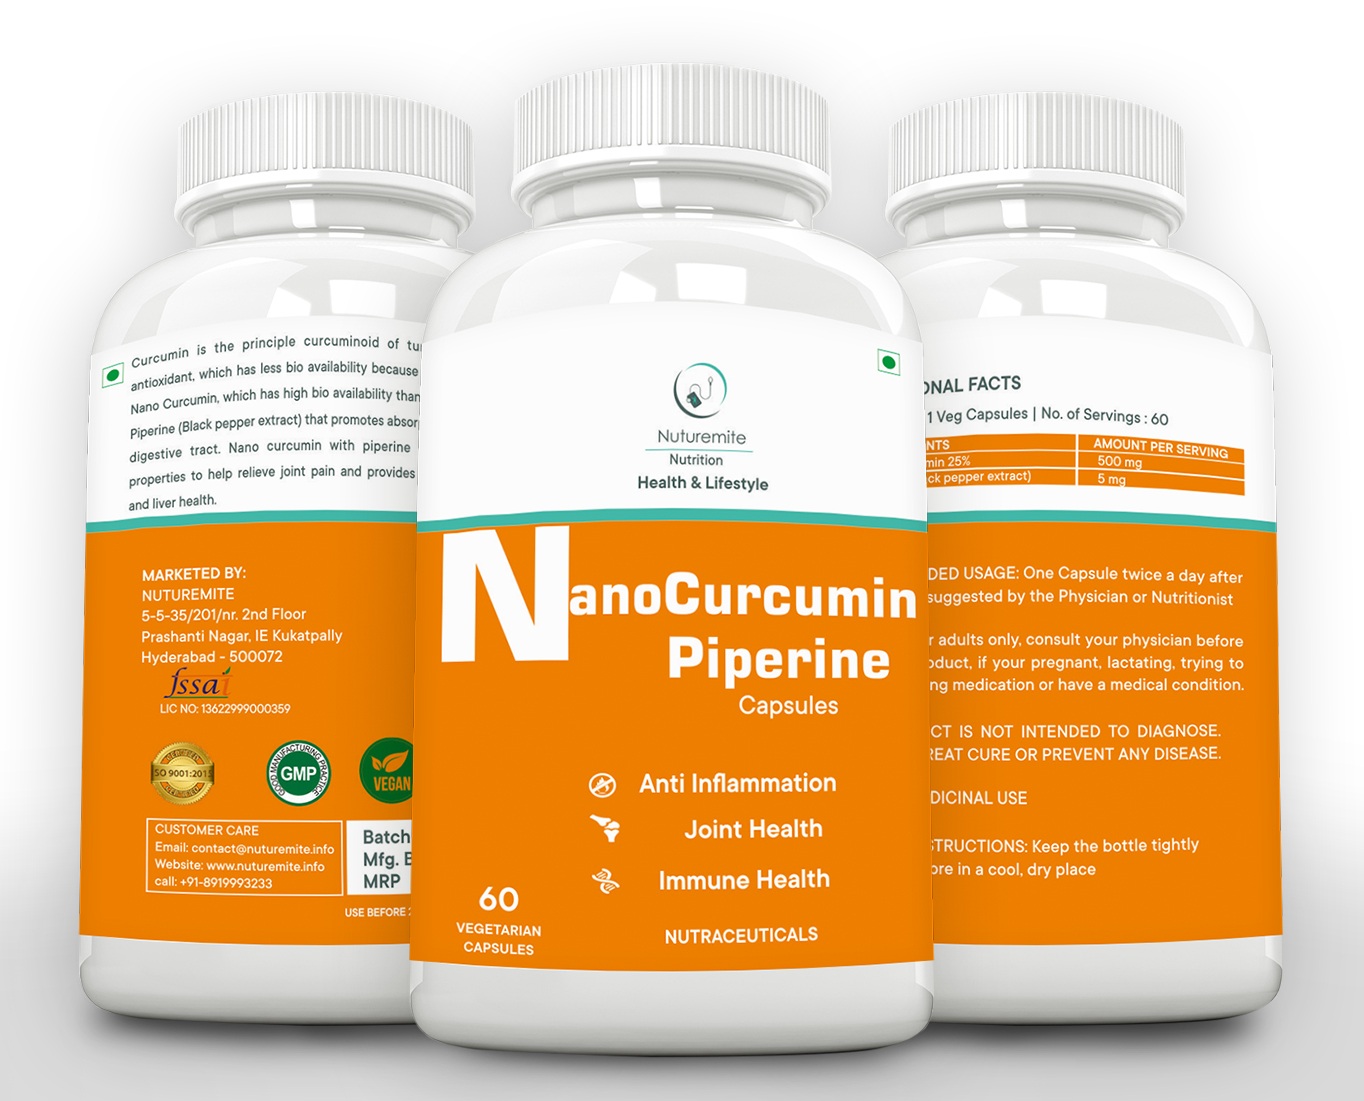 Curcumin is the principle curcuminoid of
antioxidant, which has less bio availability because
Nano Curcumin, which has high bio availability than
Piperine (Black pepper extract) that promotes
digestive tract. Nano curcumin with piperine
properties to help relieve joint pain and provides
and liver health.
MARKETED BY:
NUTUREMITE
5-5-35/201/nr. 2nd Floor
Prashanti Nagar, IE Kukatpally
Hyderabad - 500072
fssai
LIC NO: 13622999000359
CERTIFIED
ISO 9001:2015
CERTIFIED
GOOD MANUFACTURING PRACTICE
GMP
VEGAN
CUSTOMER CARE
Email: contact@nuturemite.info
Website: www.nuturemite.info
call: +91-8919993233
Batch
Mfg.
MRP
USE BEFORE
Nuturemite
Nutrition
Health & Lifestyle
NanoCurcumin
Piperine
Capsules
Anti Inflammation
Joint Health
Immune Health
60
VEGETARIAN
CAPSULES
NUTRACEUTICALS
ONAL FACTS
1 Veg Capsules | No. of Servings : 60
NTS AMOUNT PER SERVING
min 25% 500 mg
ck pepper extract) 5 mg
DED USAGE: One Capsule twice a day after
suggested by the Physician or Nutritionist
r adults only, consult your physician before
oduct, if your pregnant, lactating, trying to
ng medication or have a medical condition.
CT IS NOT INTENDED TO DIAGNOSE.
REAT CURE OR PREVENT ANY DISEASE.
DICINAL USE
STRUCTIONS: Keep the bottle tightly
ore in a cool, dry place